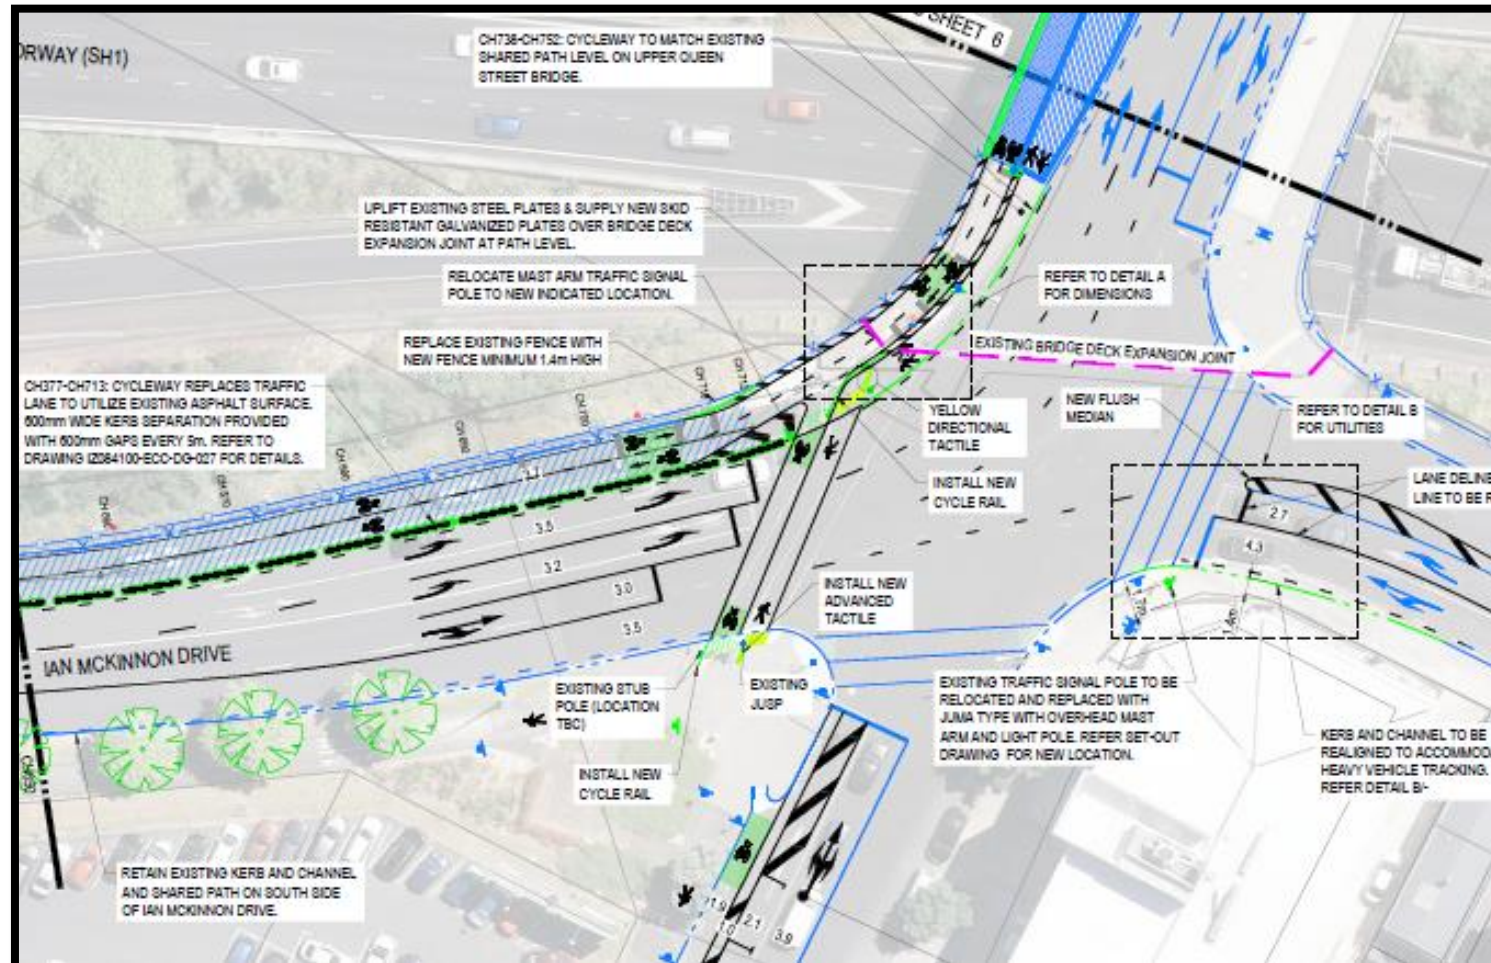 SHEET 6
ORWAY (SH1)
CH738-CH752: CYCLEWAY TO MATCH EXISTING
SHARED PATH LEVEL ON UPPER QUEEN
STREET BRIDGE.
UPLIFT EXISTING STEEL PLATES & SUPPLY NEW SKID
RESISTANT GALVANIZED PLATES OVER BRIDGE DECK
EXPANSION JOINT AT PATH LEVEL.
RELOCATE MAST ARM TRAFFIC SIGNAL
POLE TO NEW INDICATED LOCATION.
REFER TO DETAIL A
FOR DIMENSIONS
REPLACE EXISTING FENCE WITH
NEW FENCE MINIMUM 1.4m HIGH
EXISTING BRIDGE DECK EXPANSION JOINT
CH377-CH713: CYCLEWAY REPLACES TRAFFIC
LANE TO UTILIZE EXISTING ASPHALT SURFACE.
600mm WIDE KERB SEPARATION PROVIDED
WITH 600mm GAPS EVERY 5m. REFER TO
DRAWING IZ084100-ECC-DG-027 FOR DETAILS.
YELLOW
DIRECTIONAL
TACTILE
NEW FLUSH
MEDIAN
REFER TO DETAIL B
FOR UTILITIES
INSTALL NEW
CYCLE RAIL
LANE DELINE
LINE TO BE R
2.7
4.3
3.5
3.2
3.0
3.5
INSTALL NEW
ADVANCED
TACTILE
1.4m
IAN MCKINNON DRIVE
EXISTING STUB
POLE (LOCATION
TBC)
EXISTING
JUSP
EXISTING TRAFFIC SIGNAL POLE TO BE
RELOCATED AND REPLACED WITH
JUMA TYPE WITH OVERHEAD MAST
ARM AND LIGHT POLE. REFER SET-OUT
DRAWING FOR NEW LOCATION.
KERB AND CHANNEL TO BE
REALIGNED TO ACCOMMODA
HEAVY VEHICLE TRACKING.
REFER DETAIL B/-
INSTALL NEW
CYCLE RAIL
RETAIN EXISTING KERB AND CHANNEL
AND SHARED PATH ON SOUTH SIDE
OF IAN MCKINNON DRIVE.
1.9
2.1
1.0
3.9